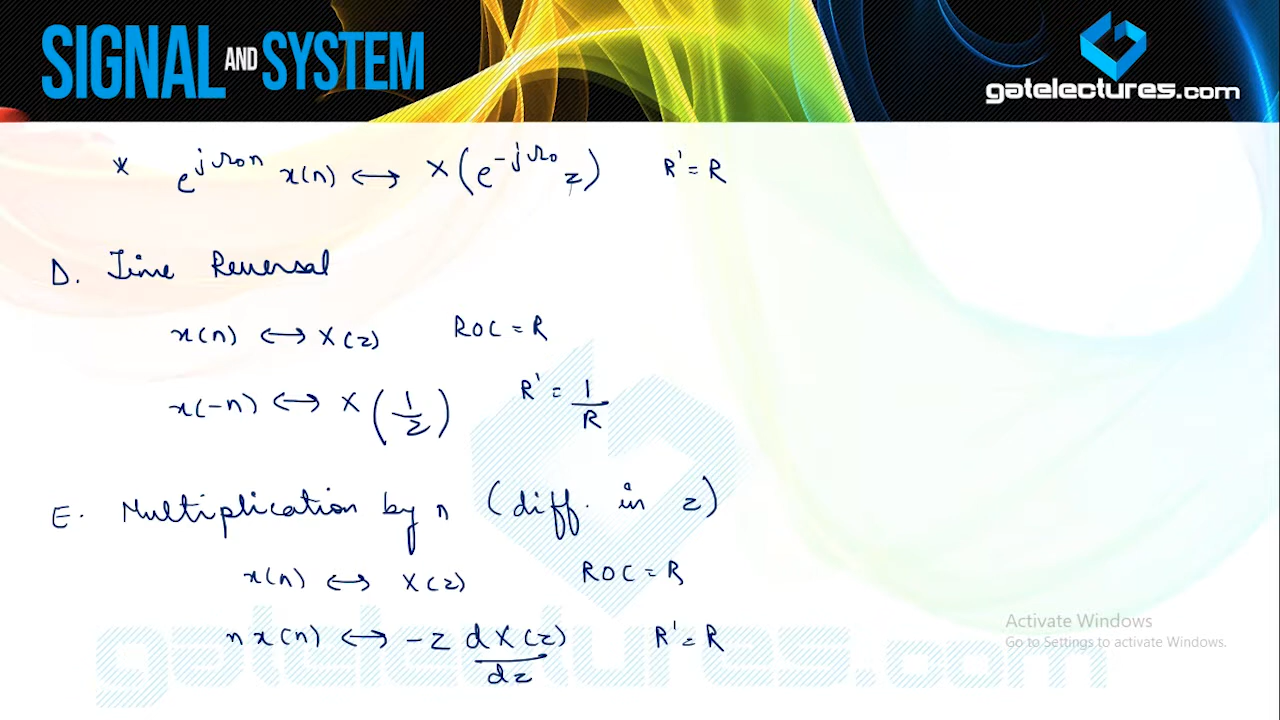 SIGNAL AND SYSTEM
gatelectures.com
* e^{jΩ₀n} x(n) ↔ X(e^{-jΩ₀} z) R' = R
D. Time Reversal
x(n) ↔ X(z) ROC = R
x(-n) ↔ X(1/z) R' = 1/R
E. Multiplication by n (diff. in z)
x(n) ↔ X(z) ROC = R
n x(n) ↔ -z dX(z)/dz R' = R
gatelectures.com
Activate Windows
Go to Settings to activate Windows.